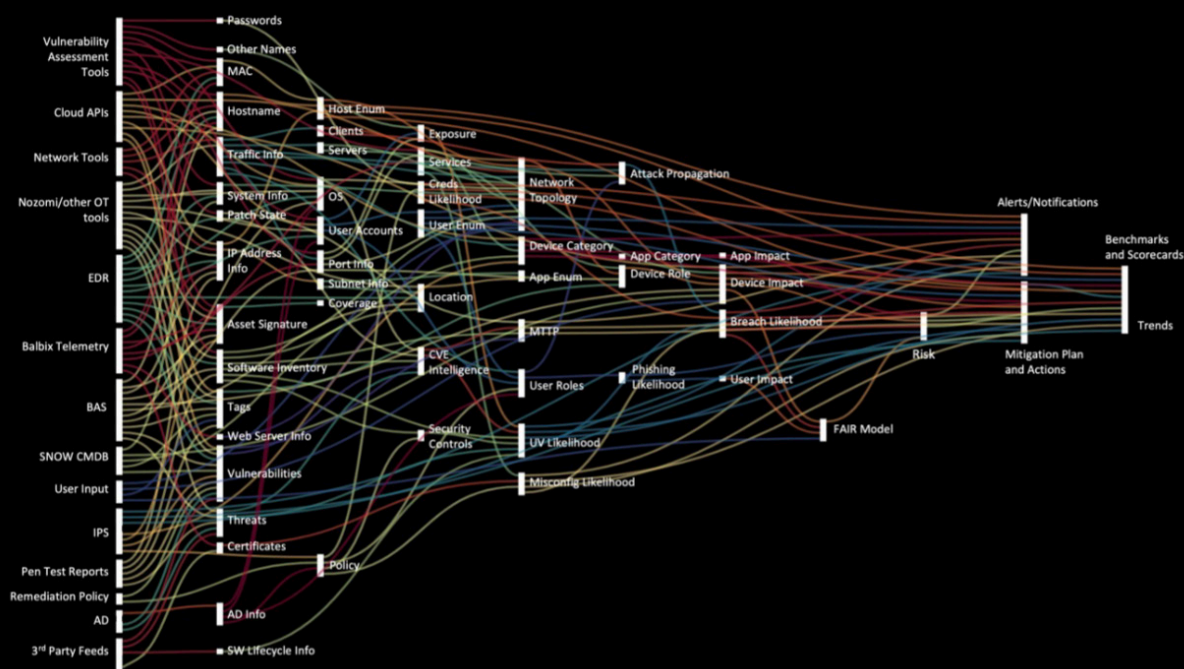 Vulnerability
Assessment
Tools
Cloud APIs
Network Tools
Nozomi/other OT
tools
EDR
Balbix Telemetry
BAS
SNOW CMDB
User Input
IPS
Pen Test Reports
Remediation Policy
AD
3rd Party Feeds
Passwords
Other Names
MAC
Hostname
Traffic Info
System Info
Patch State
IP Address
Info
Asset Signature
Software Inventory
Tags
Web Server Info
Vulnerabilities
Threats
Certificates
AD Info
SW Lifecycle Info
Host Enum
Clients
Servers
OS
User Accounts
Port Info
Subnet Info
Coverage
Policy
Exposure
Services
Creds
Likelihood
User Enum
Location
CVE
Intelligence
Security
Controls
Network
Topology
Device Category
App Enum
MTTP
User Roles
UV Likelihood
Misconfig Likelihood
Attack Propagation
App Category
Device Role
Phishing
Likelihood
App Impact
Device Impact
Breach Likelihood
User Impact
FAIR Model
Risk
Alerts/Notifications
Mitigation Plan
and Actions
Benchmarks
and Scorecards
Trends